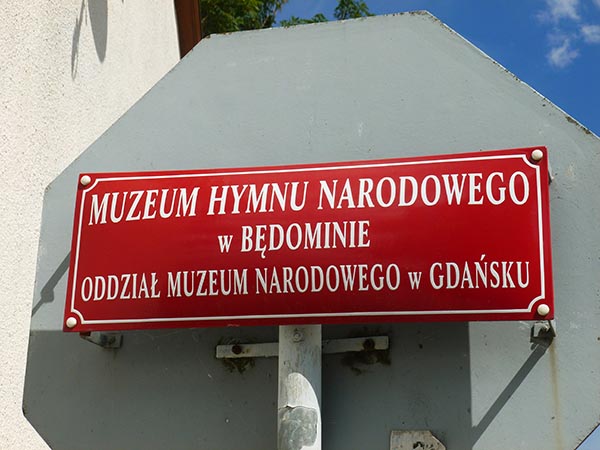 MUZEUM HYMNU NARODOWEGO
w BĘDOMINIE
ODDZIAŁ MUZEUM NARODOWEGO w GDAŃSKU